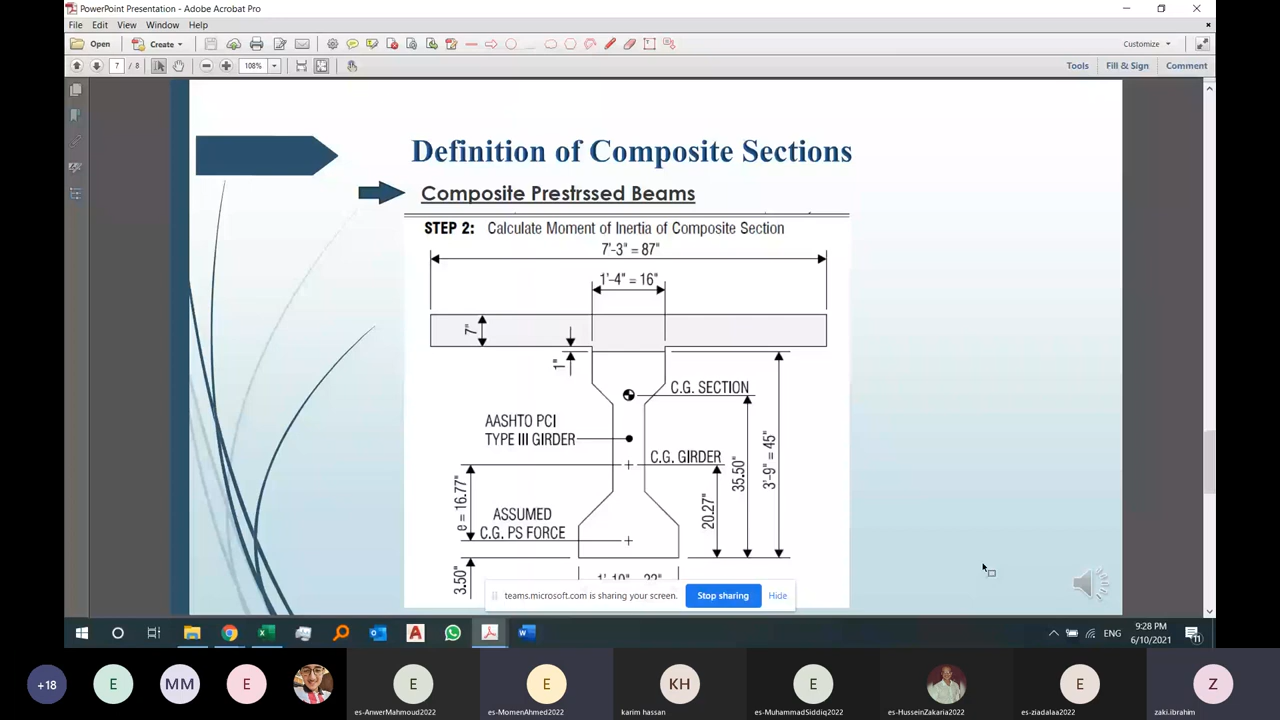 PowerPoint Presentation - Adobe Acrobat Pro
File Edit View Window Help
Open Create Customize
7 / 8 108% Tools Fill & Sign Comment
Definition of Composite Sections
Composite Prestrssed Beams
STEP 2: Calculate Moment of Inertia of Composite Section
7'-3" = 87"
1'-4" = 16"
7"
1"
C.G. SECTION
AASHTO PCI
TYPE III GIRDER
C.G. GIRDER
3'-9" = 45"
35.50"
20.27"
e = 16.77"
ASSUMED
C.G. PS FORCE
3.50"
teams.microsoft.com is sharing your screen. Stop sharing Hide
ENG
9:28 PM
6/10/2021
11
+18 E MM E E E KH E E Z
es-AnwerMahmoud2022 es-MomenAhmed2022 karim hassan es-MuhammadSiddiq2022 es-HusseinZakaria2022 es-ziadalaa2022 zaki.ibrahim